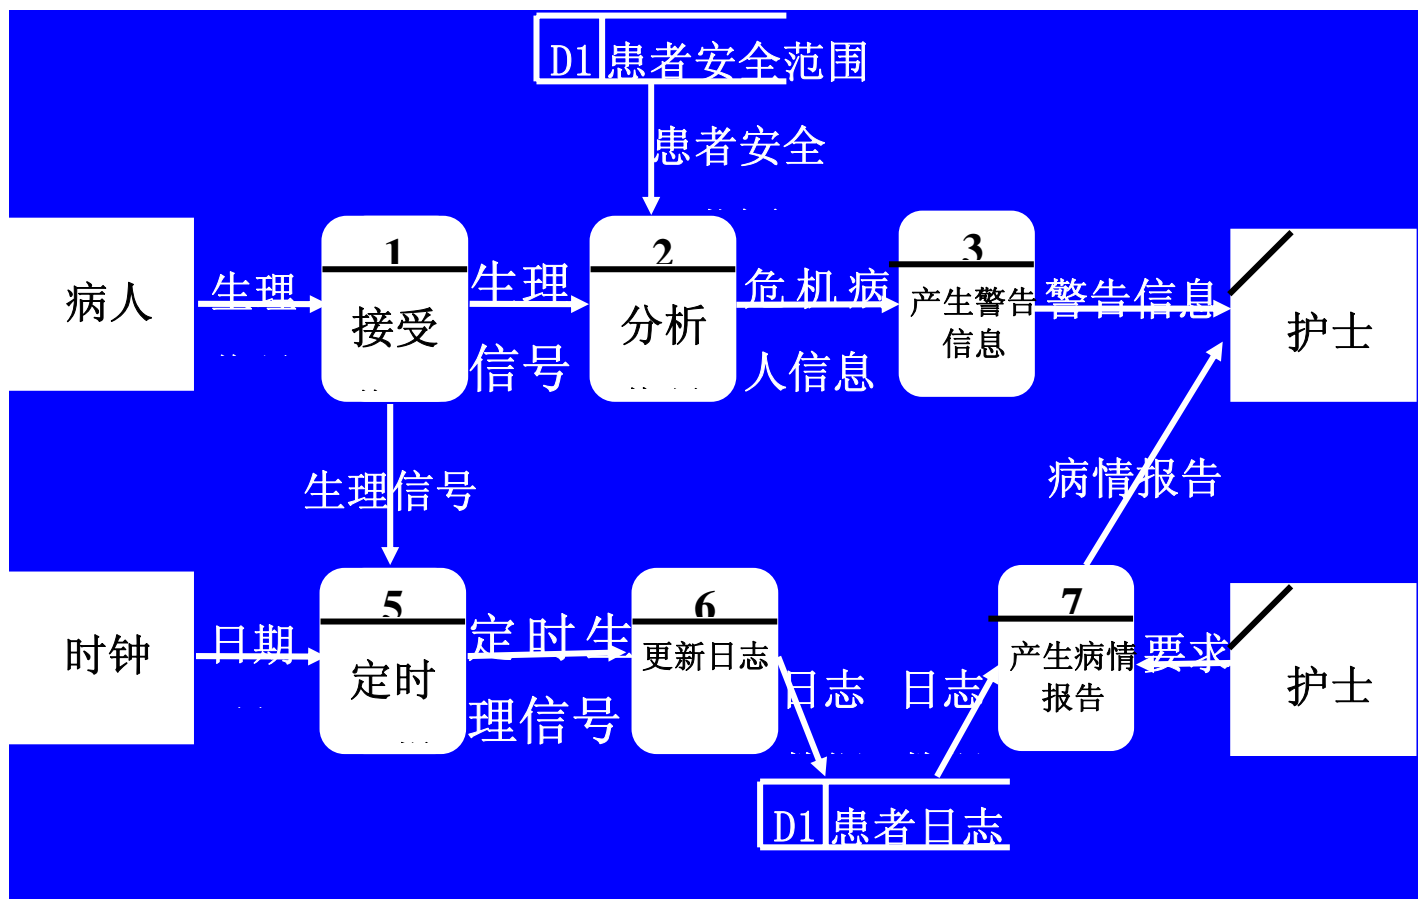 D1 患者安全范围
患者安全
病人
生理
1
接受
生理
信号
2
分析
危机病
人信息
3
产生警告
信息
警告信息
护士
生理信号
病情报告
时钟
日期
5
定时
定时生
理信号
6
更新日志
日志
日志
7
产生病情
报告
要求
护士
D1 患者日志